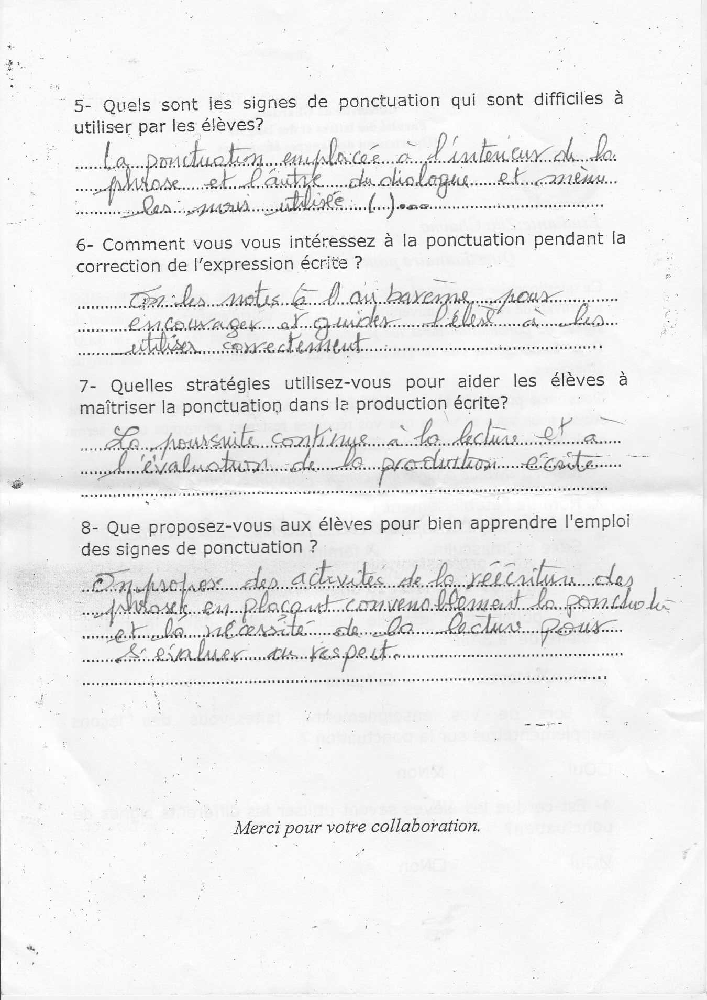 5- Quels sont les signes de ponctuation qui sont difficiles à
utiliser par les élèves?
La ponctuation emplacée à l'intérieur de la
phrase et l'autre du dialogue et même
les utilisée ( )...
6- Comment vous vous intéressez à la ponctuation pendant la
correction de l'expression écrite ?
On les notes au barème pour
encourager et guider l'élève à les
utiliser correctement
7- Quelles stratégies utilisez-vous pour aider les élèves à
maîtriser la ponctuation dans la production écrite?
La poursuite continue à la lecture et a
l'évaluation de la production écrite
8- Que proposez-vous aux élèves pour bien apprendre l'emploi
des signes de ponctuation ?
On propose des activités de la réécriture des
phrases en plaçant convenablement la
et la nécessité de la lecture pour
s'évaluer au respect.
Merci pour votre collaboration.